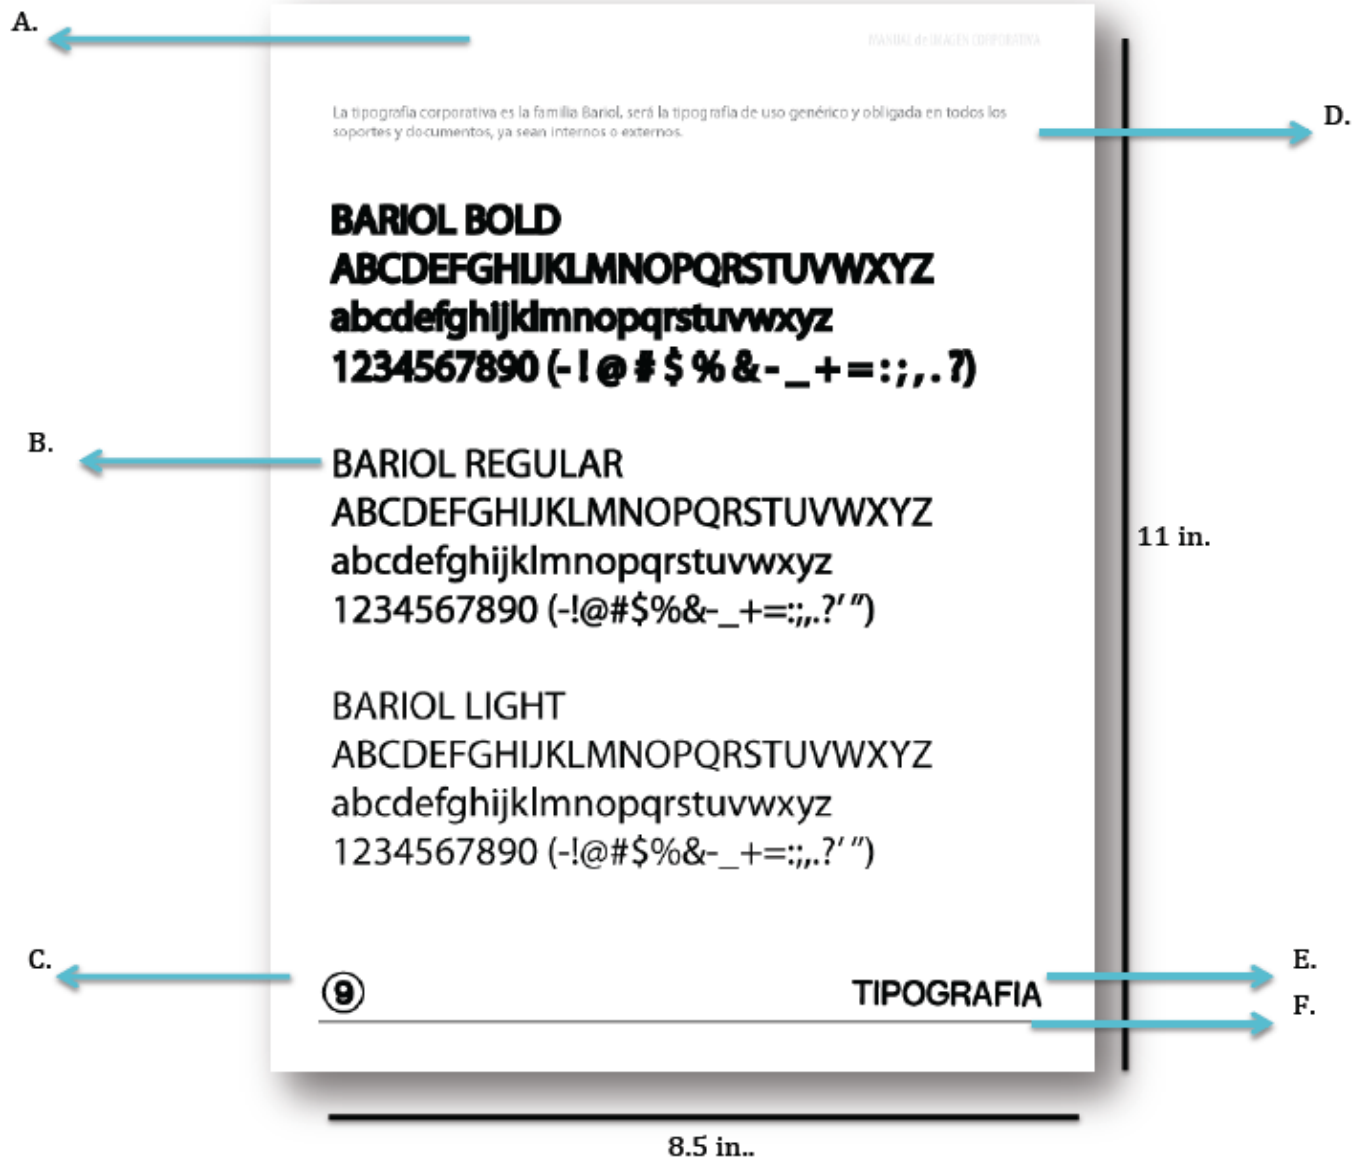 A.
MANUAL de IMAGEN CORPORATIVA
La tipografía corporativa es la familia Bariol, será la tipografía de uso genérico y obligada en todos los
soportes y documentos, ya sean internos o externos.
D.
BARIOL BOLD
ABCDEFGHIJKLMNOPQRSTUVWXYZ
abcdefghijklmnopqrstuvwxyz
1234567890 (- ! @ # $ % & - _ + = : ; , . ?)
B.
BARIOL REGULAR
ABCDEFGHIJKLMNOPQRSTUVWXYZ
abcdefghijklmnopqrstuvwxyz
1234567890 (-!@#$%&-_+=:;,.?’ ”)
11 in.
BARIOL LIGHT
ABCDEFGHIJKLMNOPQRSTUVWXYZ
abcdefghijklmnopqrstuvwxyz
1234567890 (-!@#$%&-_+=:;,.?’ ”)
C.
9
TIPOGRAFIA
E.
F.
8.5 in..